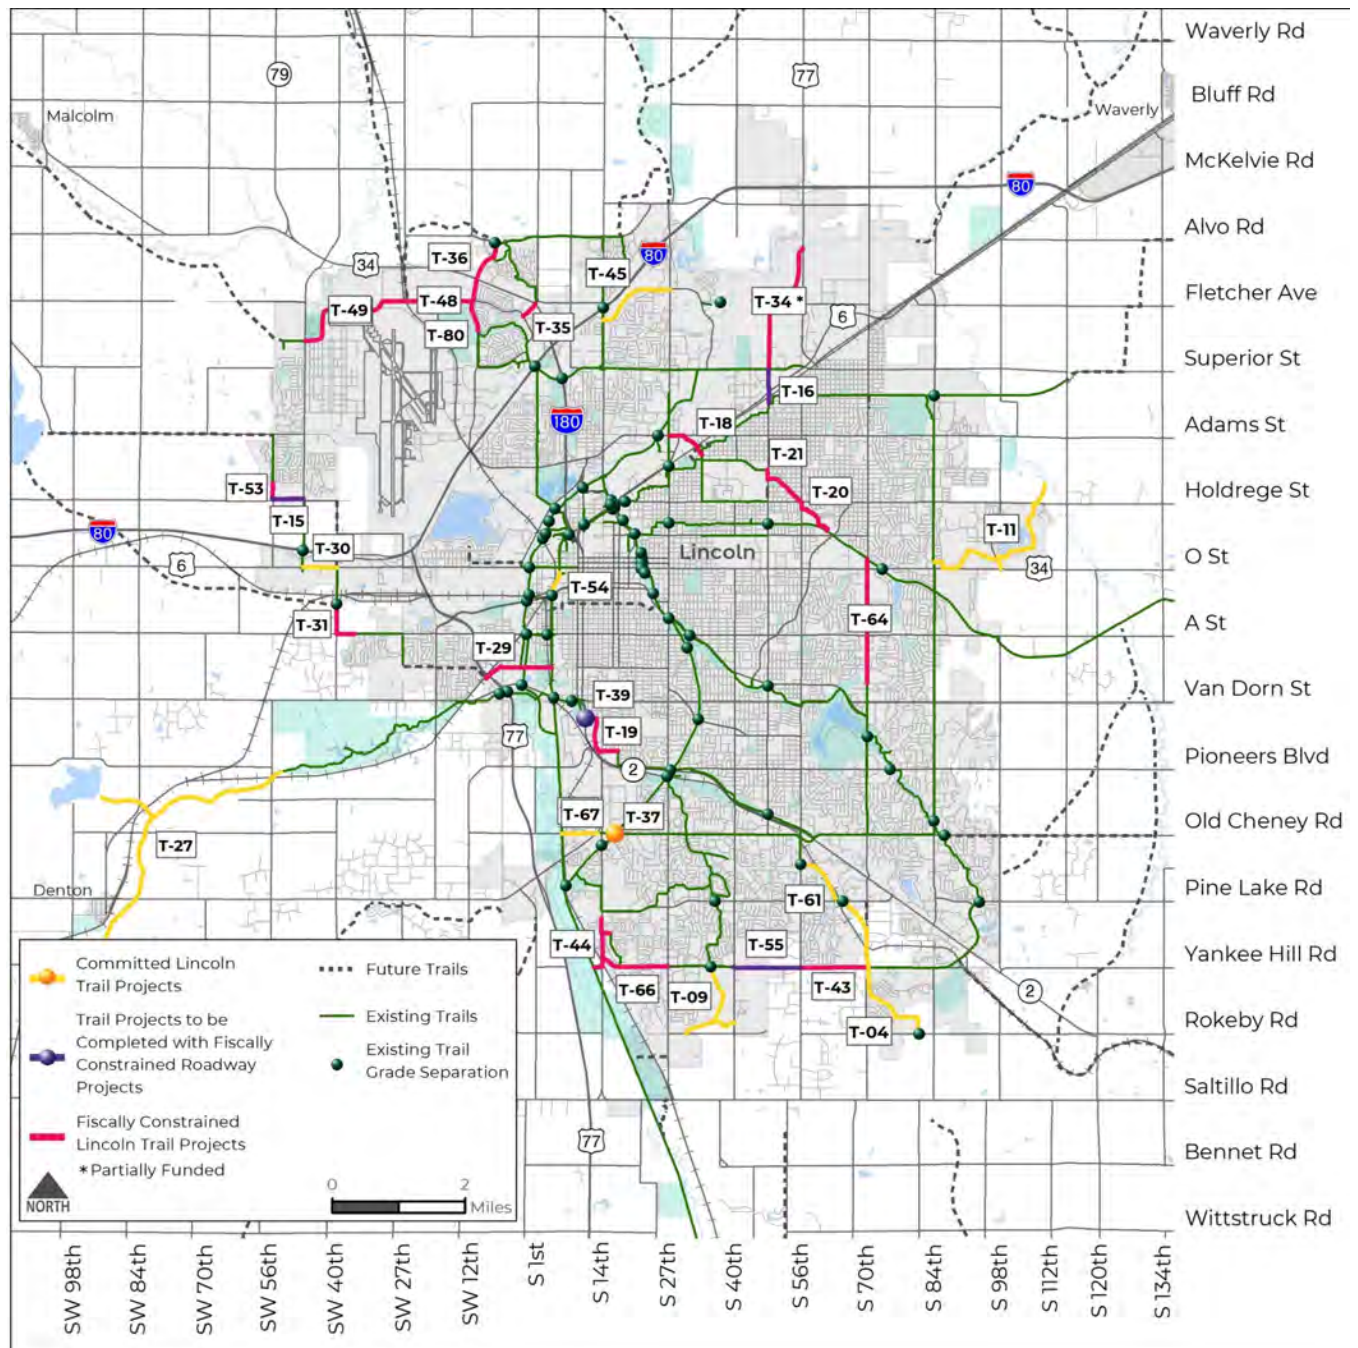 Waverly Rd
79
77
Bluff Rd
Malcolm
Waverly
McKelvie Rd
80
Alvo Rd
T-36
80
34
T-45
Fletcher Ave
T-49
T-48
T-34 *
6
T-80
T-35
Superior St
T-16
180
T-18
Adams St
T-21
T-53
T-20
Holdrege St
T-15
T-11
80
T-30
Lincoln
O St
6
34
T-54
T-31
T-64
A St
T-29
T-39
Van Dorn St
T-19
77
Pioneers Blvd
2
T-67
T-37
Old Cheney Rd
T-27
Denton
Pine Lake Rd
T-61
T-44
T-55
Yankee Hill Rd
T-66
T-09
T-43
2
Rokeby Rd
T-04
Saltillo Rd
77
Bennet Rd
Wittstruck Rd
Committed Lincoln
Trail Projects
Trail Projects to be
Completed with Fiscally
Constrained Roadway
Projects
Fiscally Constrained
Lincoln Trail Projects
*Partially Funded
Future Trails
Existing Trails
Existing Trail
Grade Separation
NORTH
0 2
Miles
SW 98th
SW 84th
SW 70th
SW 56th
SW 40th
SW 27th
SW 12th
S 1st
S 14th
S 27th
S 40th
S 56th
S 70th
S 84th
S 98th
S 112th
S 120th
S 134th